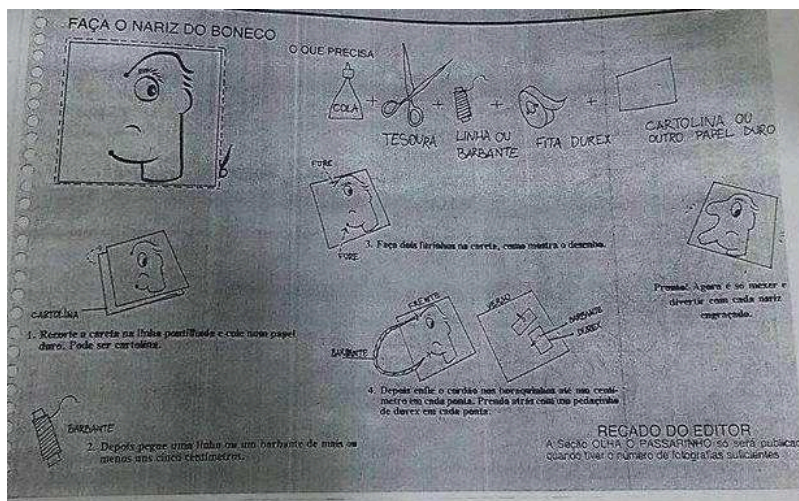 FAÇA O NARIZ DO BONECO
O QUE PRECISA
COLA
TESOURA
LINHA OU
BARBANTE
FITA DUREX
CARTOLINA OU
OUTRO PAPEL DURO
CARTOLINA
1. Recorte a careta na linha pontilhada e cole num papel
duro. Pode ser cartolina.
BARBANTE
2. Depois pegue uma linha ou um barbante de mais ou
menos uns cinco centímetros.
FURE
FURE
3. Faça dois furinhos na careta, como mostra o desenho.
FRENTE
BARBANTE
VERSO
BARBANTE
DUREX
4. Depois enfie o cordão nos buraquinhos até um centí-
metro em cada ponta. Prenda atrás com um pedacinho
de durex em cada ponta.
Pronto! Agora é só mexer e
divertir com cada nariz
engraçado.
RECADO DO EDITOR
A Seção OLHA O PASSARINHO só será publicad
quando tiver o número de fotografias suficientes